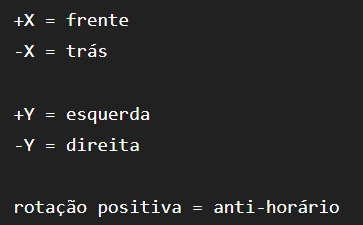 +X = frente
-X = trás
+Y = esquerda
-Y = direita
rotação positiva = anti-horário